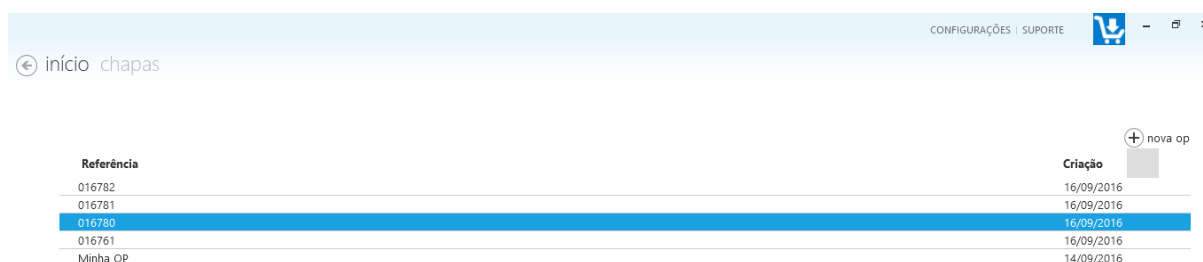 CONFIGURAÇÕES | SUPORTE
início chapas
nova op
Referência Criação
016782 16/09/2016
016781 16/09/2016
016780 16/09/2016
016761 16/09/2016
Minha OP 14/09/2016